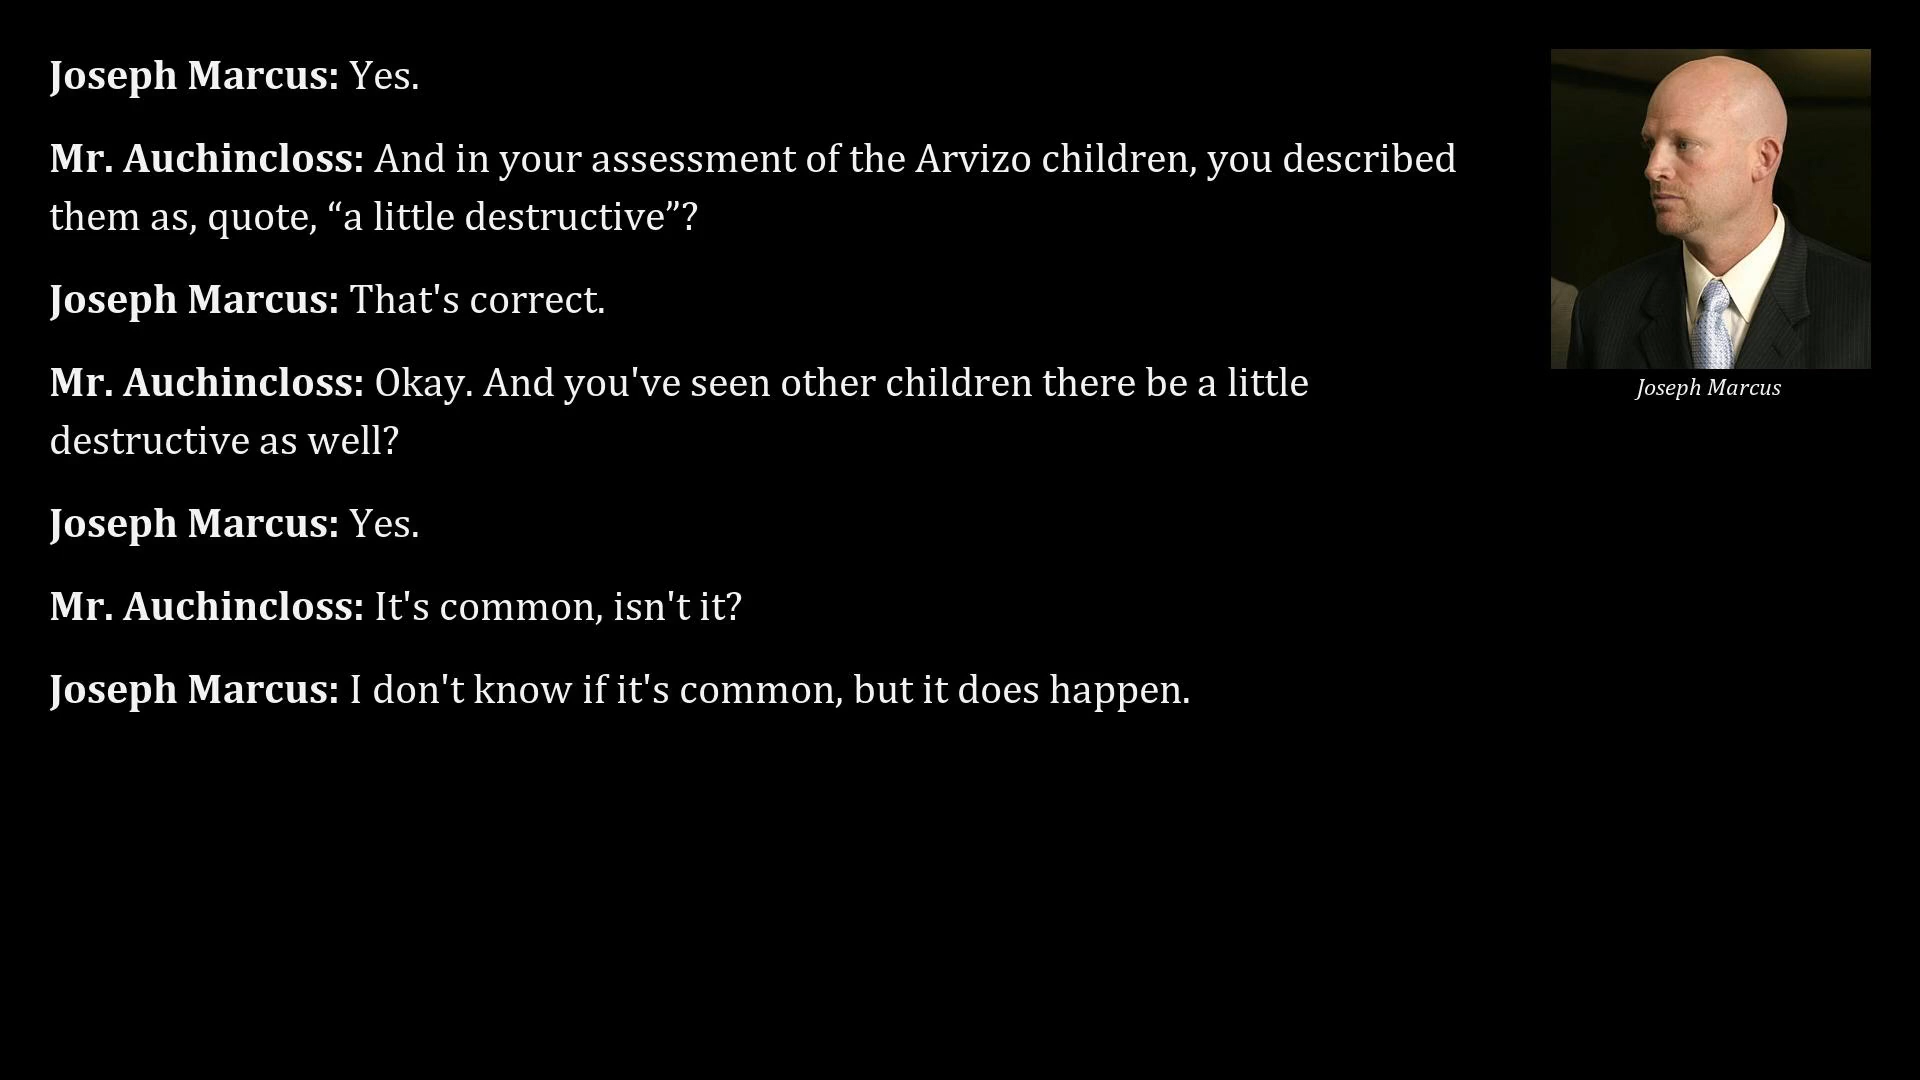 Joseph Marcus: Yes.
Mr. Auchincloss: And in your assessment of the Arvizo children, you described
them as, quote, “a little destructive”?
Joseph Marcus: That's correct.
Mr. Auchincloss: Okay. And you've seen other children there be a little
destructive as well?
Joseph Marcus: Yes.
Mr. Auchincloss: It's common, isn't it?
Joseph Marcus: I don't know if it's common, but it does happen.
Joseph Marcus